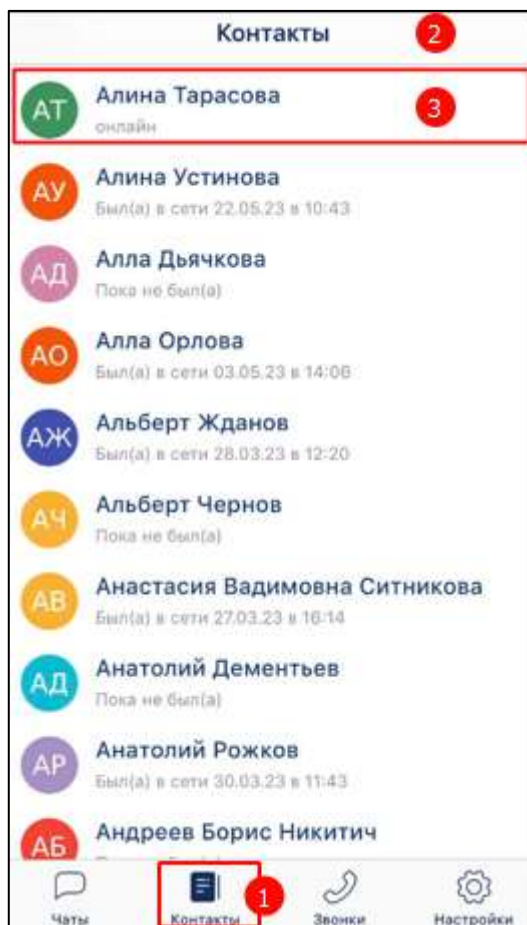 Контакты
2
АТ
Алина Тарасова
3
онлайн
АУ
Алина Устинова
Был(а) в сети 22.05.23 в 10:43
АД
Алла Дьячкова
Пока не был(а)
АО
Алла Орлова
Был(а) в сети 03.05.23 в 14:06
АЖ
Альберт Жданов
Был(а) в сети 28.03.23 в 12:20
АЧ
Альберт Чернов
Пока не был(а)
АВ
Анастасия Вадимовна Ситникова
Был(а) в сети 27.03.23 в 16:14
АД
Анатолий Дементьев
Пока не был(а)
АР
Анатолий Рожков
Был(а) в сети 30.03.23 в 11:43
АБ
Андреев Борис Никитич
1
Чаты
Контакты
Звонки
Настройки